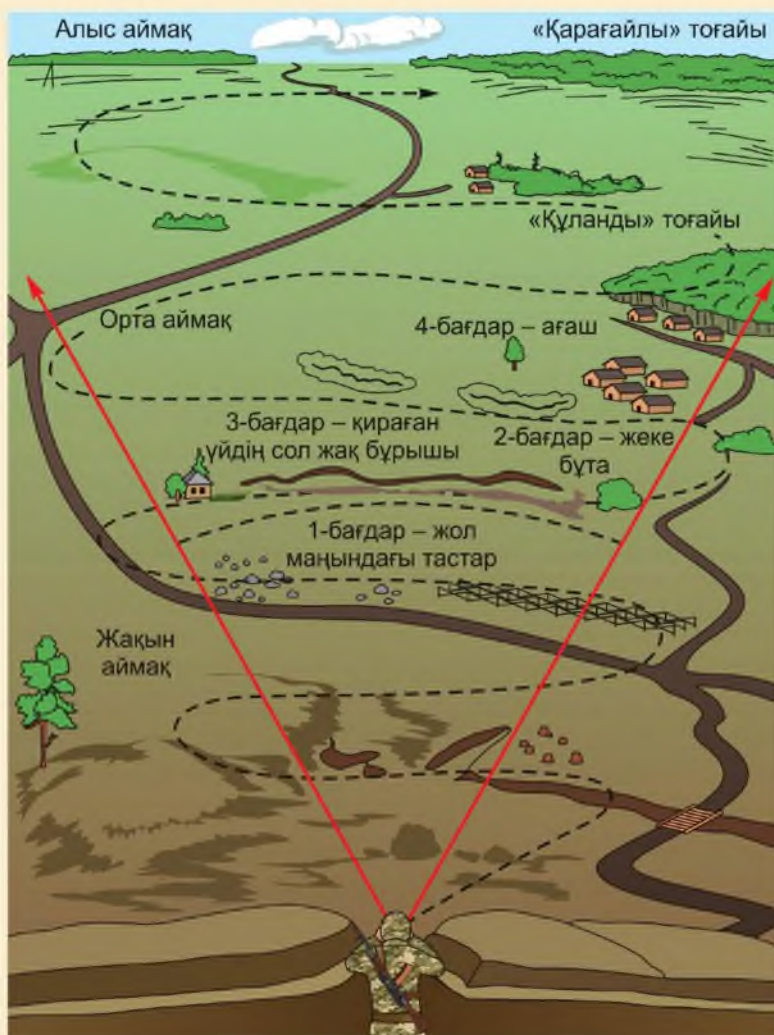 Алыс аймақ
«Қарағайлы» тоғайы
«Құланды» тоғайы
Орта аймақ
4-бағдар – ағаш
3-бағдар – қираған
үйдің сол жақ бұрышы
2-бағдар – жеке
бұта
1-бағдар – жол
маңындағы тастар
Жақын
аймақ